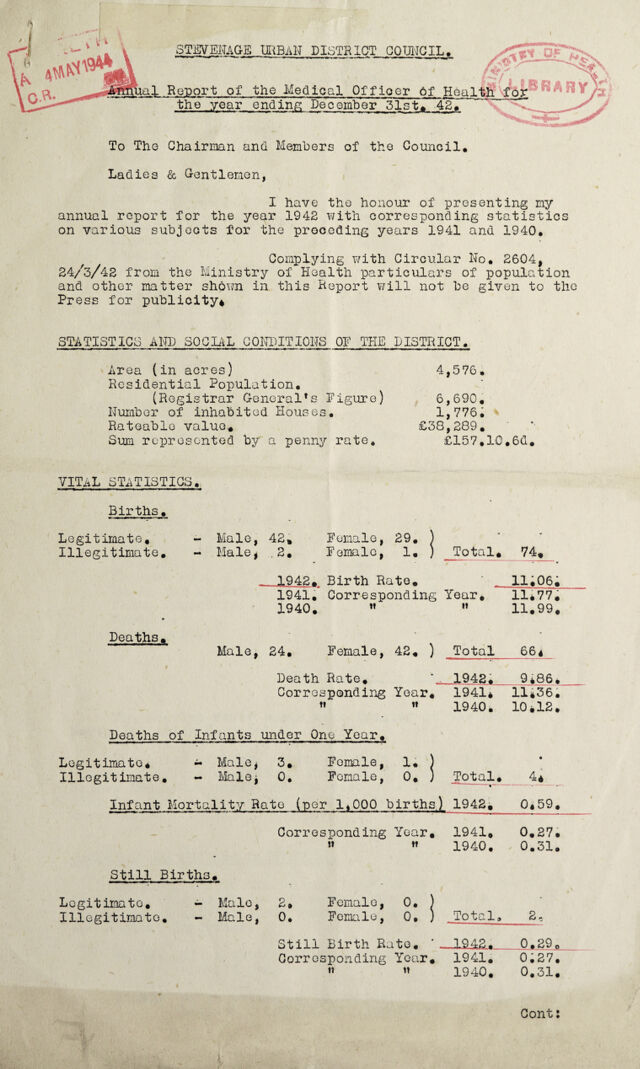 STEVENAGE URBAN DISTRICT COUNCIL.
4 MAY 1944
C.R.
MINISTRY OF HEALTH
LIBRARY
Annual Report of the Medical Officer of Health for
the year ending December 31st. 42.
To The Chairman and Members of the Council.
Ladies & Gentlemen,
I have the honour of presenting my
annual report for the year 1942 with corresponding statistics
on various subjects for the preceding years 1941 and 1940.
Complying with Circular No. 2604,
24/3/42 from the Ministry of Health particulars of population
and other matter shown in this Report will not be given to the
Press for publicity.
STATISTICS AND SOCIAL CONDITIONS OF THE DISTRICT.
Area (in acres) 4,576.
Residential Population.
(Registrar General's Figure) 6,690.
Number of inhabited Houses. 1,776.
Rateable value. £38,289.
Sum represented by a penny rate. £157.10.6d.
VITAL STATISTICS.
Births.
Legitimate. - Male, 42. Female, 29. )
Illegitimate. - Male, 2. Female, 1. ) Total. 74.
1942. Birth Rate. 11.06.
1941. Corresponding Year. 11.77.
1940. " " 11.99.
Deaths.
Male, 24. Female, 42. ) Total 66.
Death Rate. 1942. 9.86.
Corresponding Year. 1941. 11.36.
" " 1940. 10.12.
Deaths of Infants under One Year.
Legitimate. - Male, 3. Female, 1. )
Illegitimate. - Male, 0. Female, 0. ) Total. 4.
Infant Mortality Rate (per 1,000 births) 1942. 0.59.
Corresponding Year. 1941. 0.27.
" " 1940. 0.31.
Still Births.
Legitimate. - Male, 2. Female, 0. )
Illegitimate. - Male, 0. Female, 0. ) Total. 2.
Still Birth Rate. 1942. 0.29.
Corresponding Year. 1941. 0.27.
" " 1940. 0.31.
Cont: